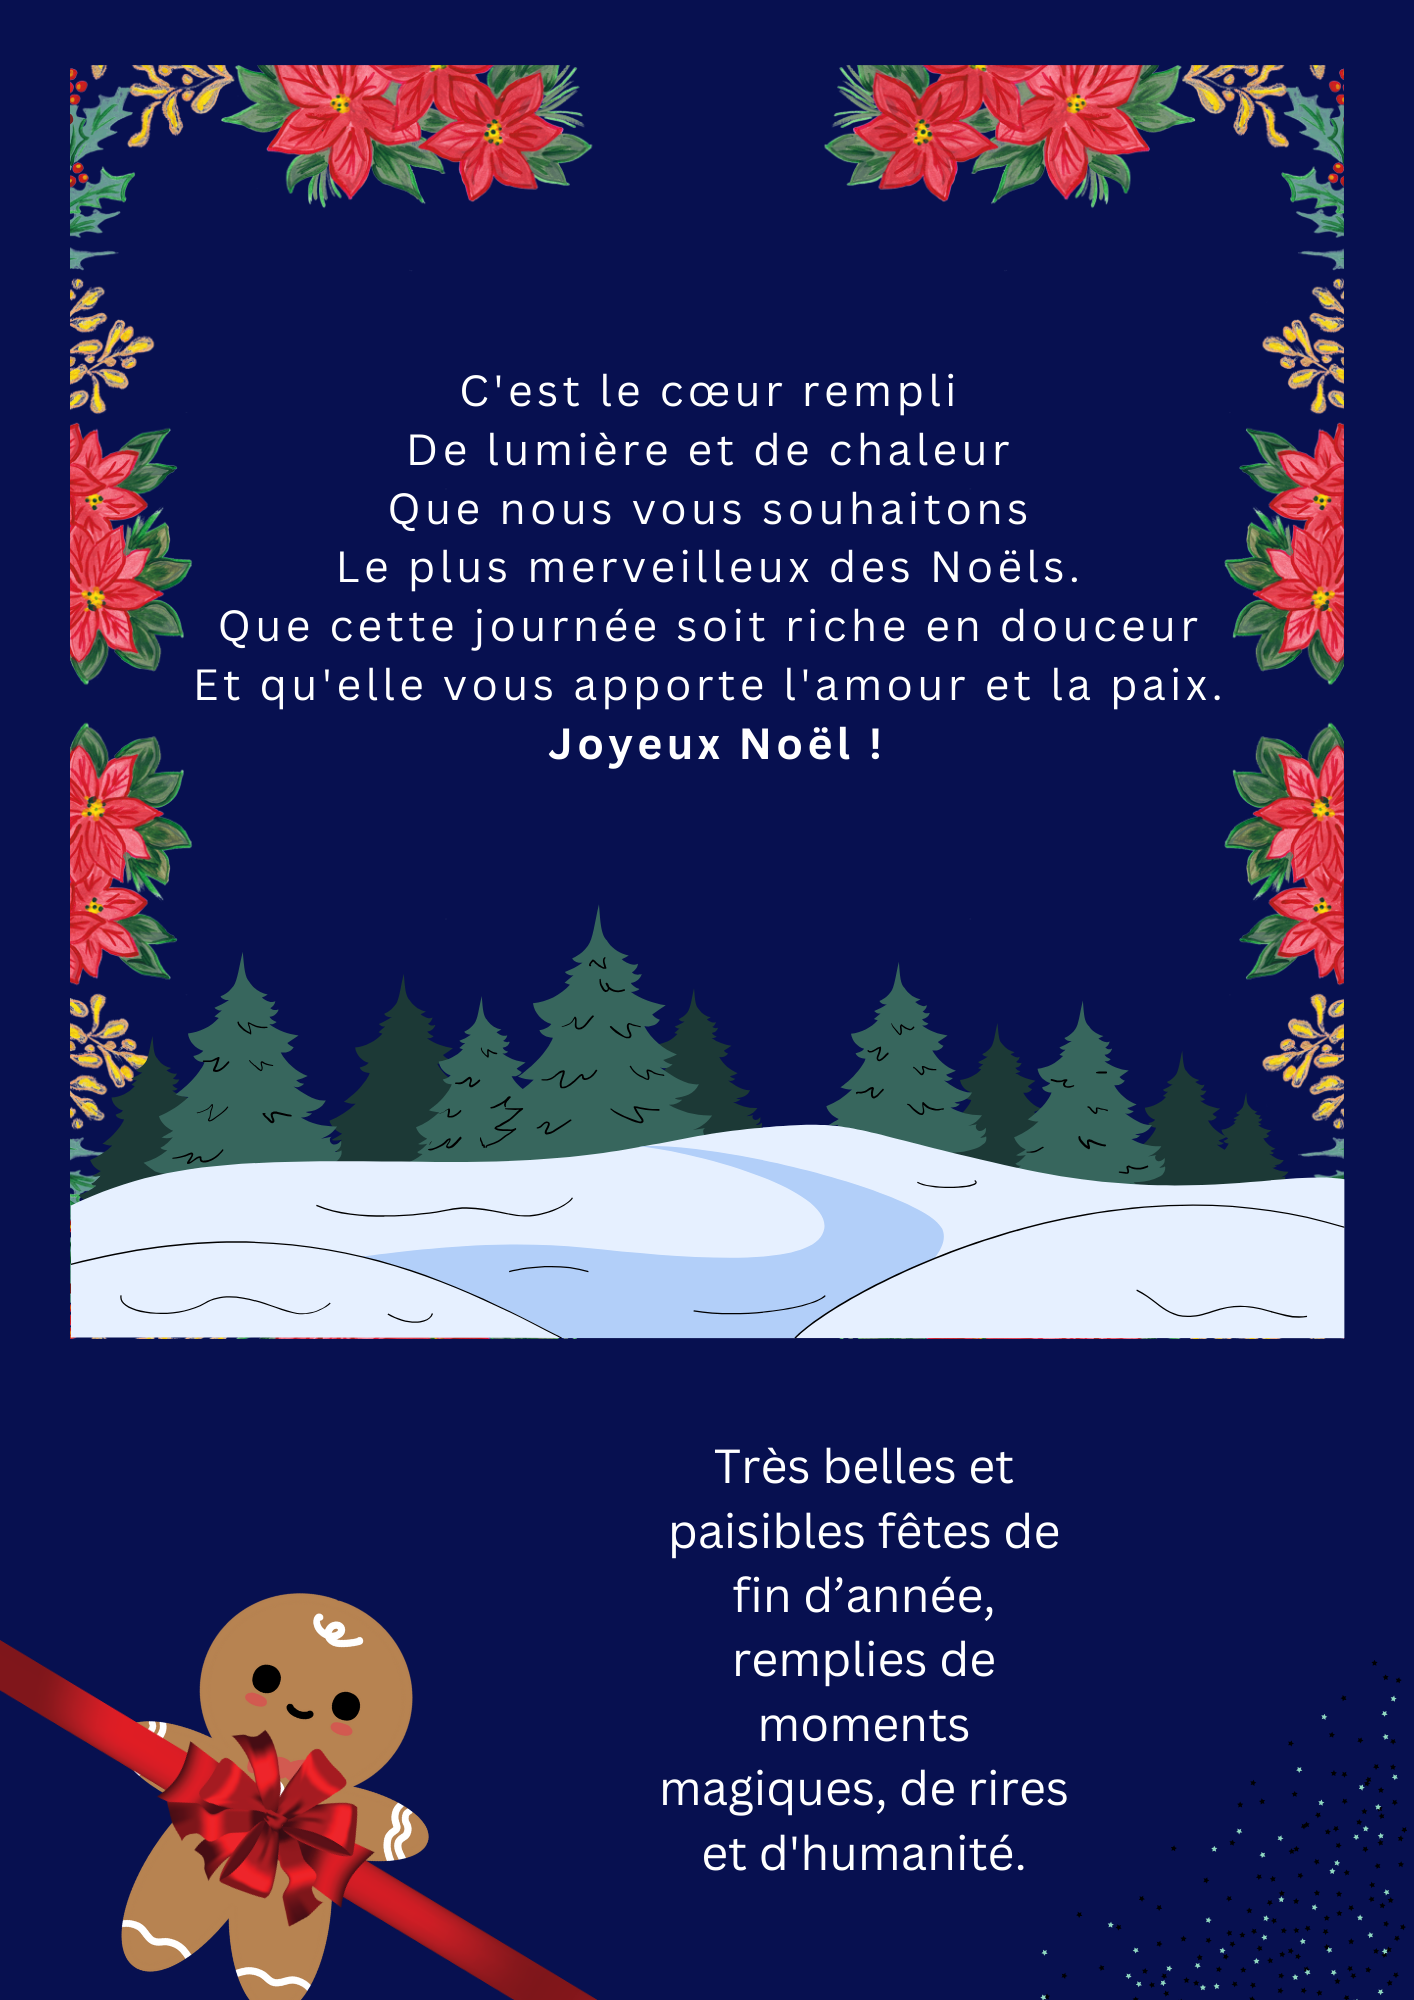 C'est le cœur rempli
De lumière et de chaleur
Que nous vous souhaitons
Le plus merveilleux des Noëls.
Que cette journée soit riche en douceur
Et qu'elle vous apporte l'amour et la paix.
Joyeux Noël !
Très belles et
paisibles fêtes de
fin d’année,
remplies de
moments
magiques, de rires
et d'humanité.